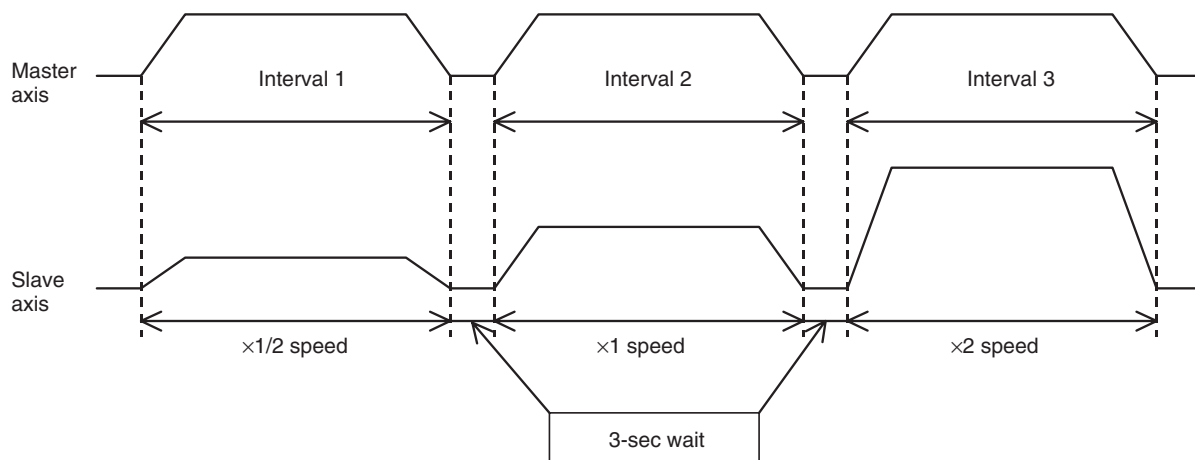 Master
axis
Interval 1
Interval 2
Interval 3
Slave
axis
×1/2 speed
×1 speed
×2 speed
3-sec wait